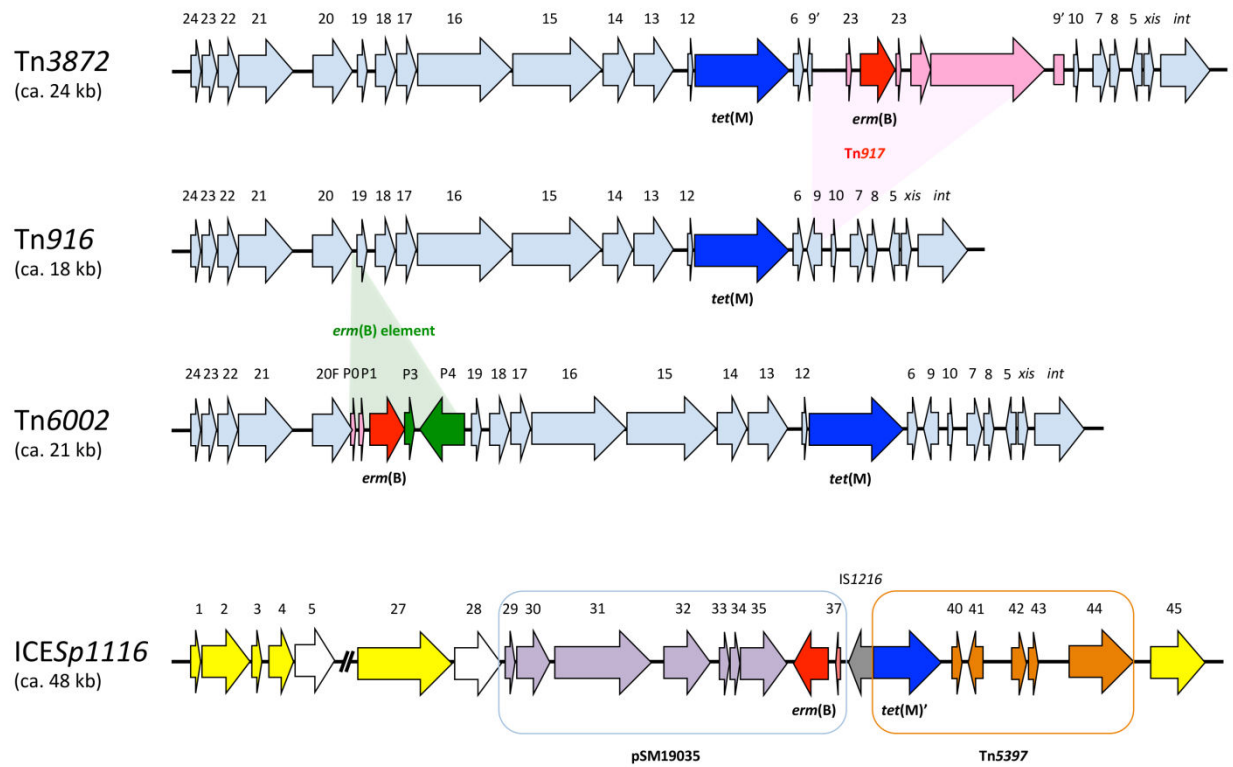 24 23 22 21 20 19 18 17 16 15 14 13 12 6 9’ 23 23 9’ 10 7 8 5 xis int
Tn3872
(ca. 24 kb)
tet(M) erm(B)
Tn917
24 23 22 21 20 19 18 17 16 15 14 13 12 6 9 10 7 8 5 xis int
Tn916
(ca. 18 kb)
tet(M)
erm(B) element
24 23 22 21 20F P0 P1 P3 P4 19 18 17 16 15 14 13 12 6 9 10 7 8 5 xis int
Tn6002
(ca. 21 kb)
erm(B) tet(M)
IS1216
1 2 3 4 5 27 28 29 30 31 32 33 34 35 37 40 41 42 43 44 45
ICESp1116
(ca. 48 kb)
erm(B) tet(M)’
pSM19035 Tn5397